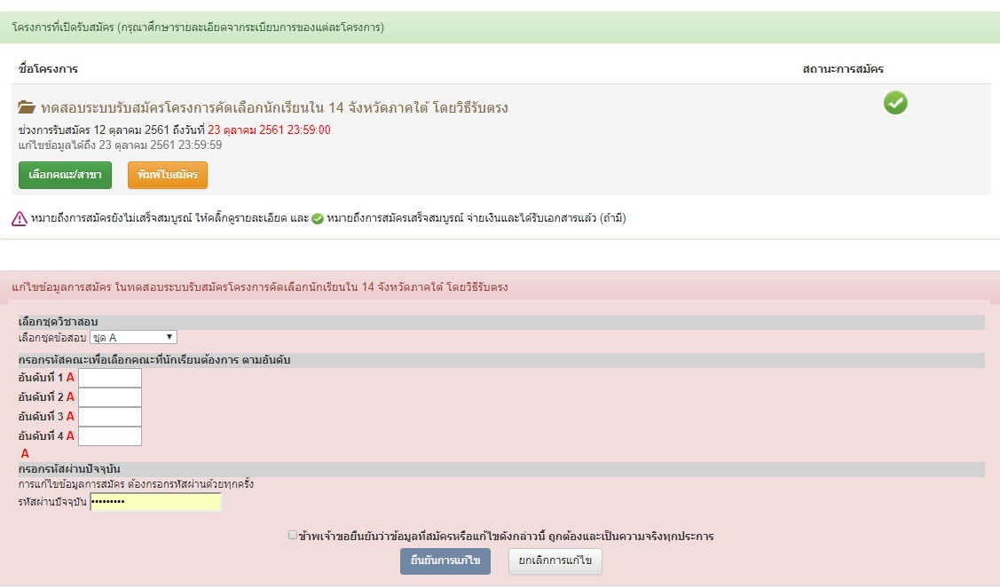 โครงการที่เปิดรับสมัคร (กรุณาศึกษารายละเอียดจากระเบียบการของแต่ละโครงการ)
ชื่อโครงการ สถานะการสมัคร
ทดสอบระบบรับสมัครโครงการคัดเลือกนักเรียนใน 14 จังหวัดภาคใต้ โดยวิธีรับตรง
ช่วงการรับสมัคร 12 ตุลาคม 2561 ถึงวันที่ 23 ตุลาคม 2561 23:59:00
แก้ไขข้อมูลได้ถึง 23 ตุลาคม 2561 23:59:59
เลือกคณะ/สาขา พิมพ์ใบสมัคร
หมายถึงการสมัครยังไม่เสร็จสมบูรณ์ ให้คลิ๊กดูรายละเอียด และ หมายถึงการสมัครเสร็จสมบูรณ์ จ่ายเงินและได้รับเอกสารแล้ว (ถ้ามี)
แก้ไขข้อมูลการสมัคร ในทดสอบระบบรับสมัครโครงการคัดเลือกนักเรียนใน 14 จังหวัดภาคใต้ โดยวิธีรับตรง
เลือกชุดวิชาสอบ
เลือกชุดข้อสอบ ชุด A
กรอกรหัสคณะเพื่อเลือกคณะที่นักเรียนต้องการ ตามอันดับ
อันดับที่ 1 A
อันดับที่ 2 A
อันดับที่ 3 A
อันดับที่ 4 A
A
กรอกรหัสผ่านปัจจุบัน
การแก้ไขข้อมูลการสมัคร ต้องกรอกรหัสผ่านด้วยทุกครั้ง
รหัสผ่านปัจจุบัน •••••••••
ข้าพเจ้าขอยืนยันว่าข้อมูลที่สมัครหรือแก้ไขดังกล่าวนี้ ถูกต้องและเป็นความจริงทุกประการ
ยืนยันการแก้ไข ยกเลิกการแก้ไข